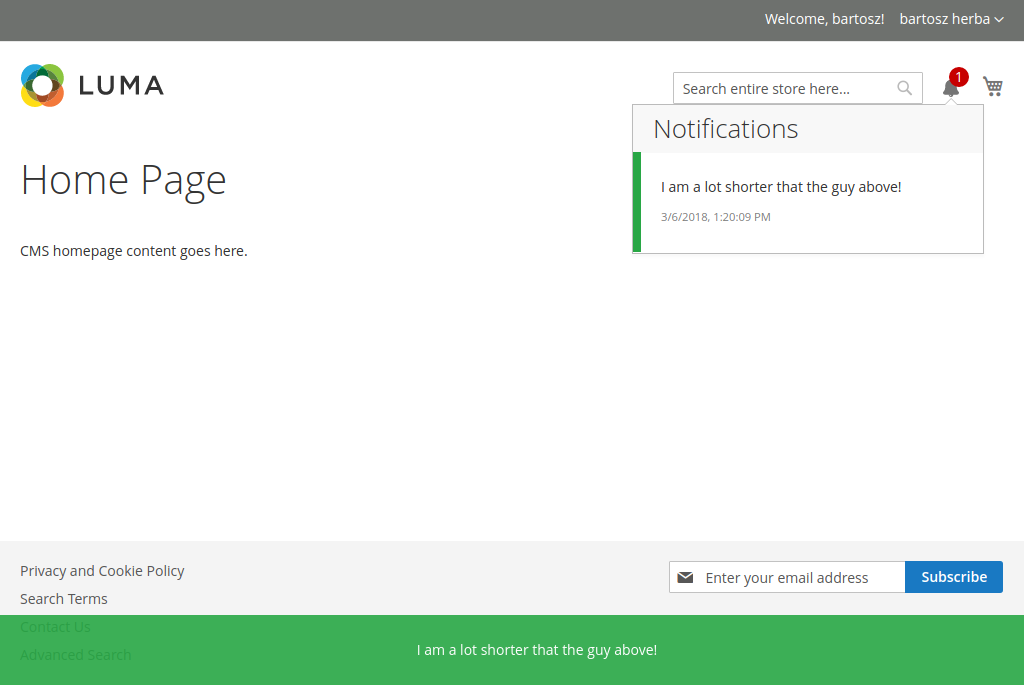 Welcome, bartosz! bartosz herba
LUMA
Search entire store here...
1
Notifications
I am a lot shorter that the guy above!
3/6/2018, 1:20:09 PM
Home Page
CMS homepage content goes here.
Privacy and Cookie Policy
Search Terms
Contact Us
Advanced Search
Enter your email address
Subscribe
I am a lot shorter that the guy above!